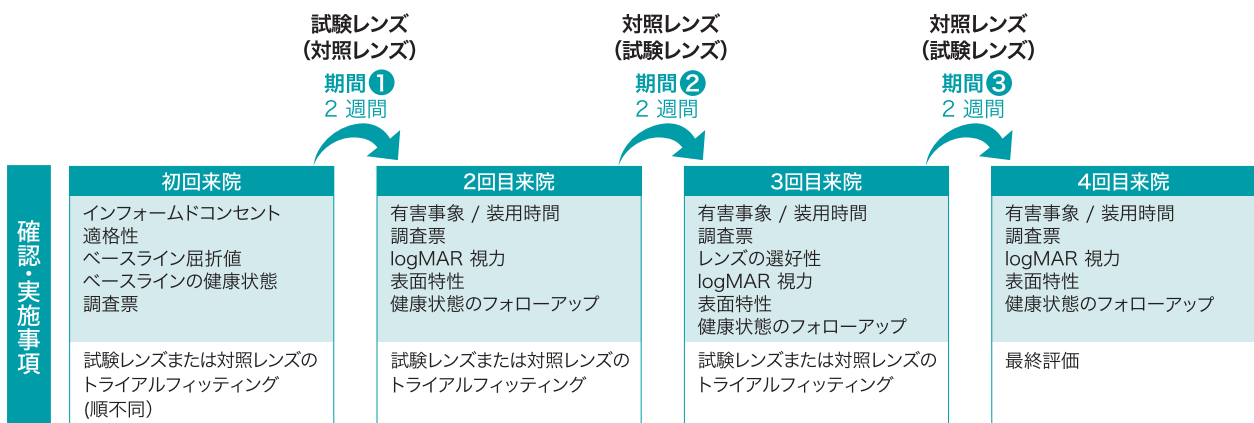 試験レンズ
（対照レンズ）
期間❶
2 週間
対照レンズ
（試験レンズ）
期間❷
2 週間
対照レンズ
（試験レンズ）
期間❸
2 週間
確認・実施事項
初回来院
インフォームドコンセント
適格性
ベースライン屈折値
ベースラインの健康状態
調査票
試験レンズまたは対照レンズの
トライアルフィッティング
(順不同）
2回目来院
有害事象 / 装用時間
調査票
logMAR 視力
表面特性
健康状態のフォローアップ
試験レンズまたは対照レンズの
トライアルフィッティング
3回目来院
有害事象 / 装用時間
調査票
レンズの選好性
logMAR 視力
表面特性
健康状態のフォローアップ
試験レンズまたは対照レンズの
トライアルフィッティング
4回目来院
有害事象 / 装用時間
調査票
logMAR 視力
表面特性
健康状態のフォローアップ
最終評価